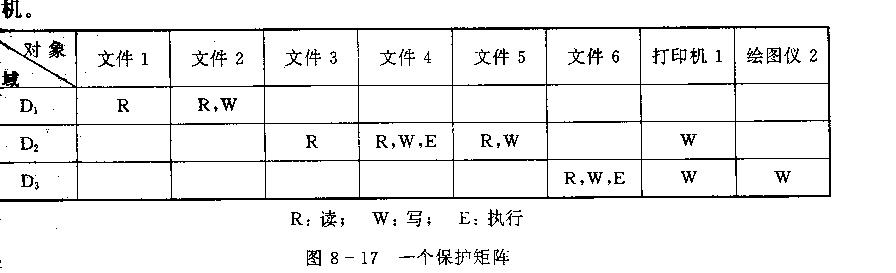 机。
对象 文件 1 文件 2 文件 3 文件 4 文件 5 文件 6 打印机 1 绘图仪 2
域
D₁ R R,W
D₂ R R,W,E R,W W
D₃ R,W,E W W
R:读; W:写; E:执行
图 8-17 一个保护矩阵